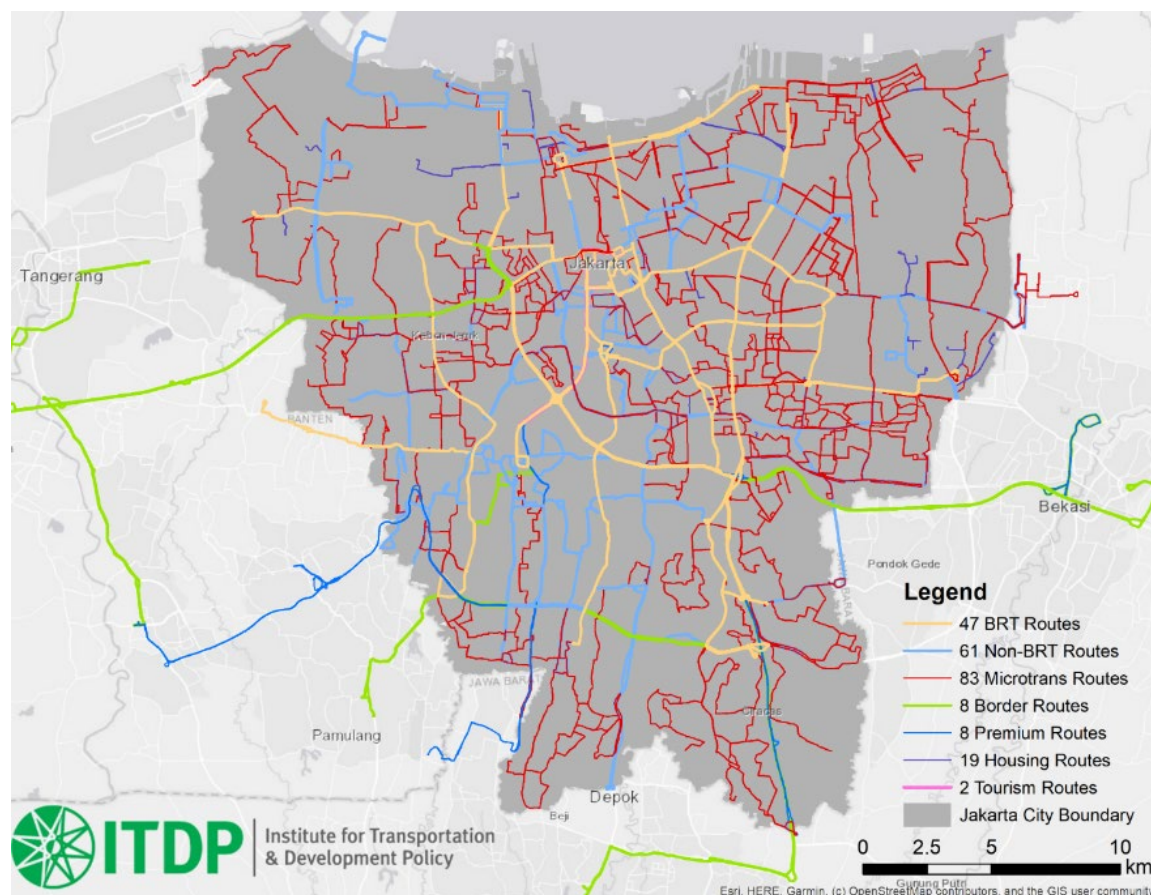 Tangerang
Jakarta
Kebon Jeruk
BANTEN
Bekasi
Pondok Gede
JAWA BARAT
Ciracas
Pamulang
Depok
Beji
Legend
47 BRT Routes
61 Non-BRT Routes
83 Microtrans Routes
8 Border Routes
8 Premium Routes
19 Housing Routes
2 Tourism Routes
Jakarta City Boundary
ITDP
Institute for Transportation
& Development Policy
0 2.5 5 10
km
Gunung Putri
Esri, HERE, Garmin, (c) OpenStreetMap contributors, and the GIS user community